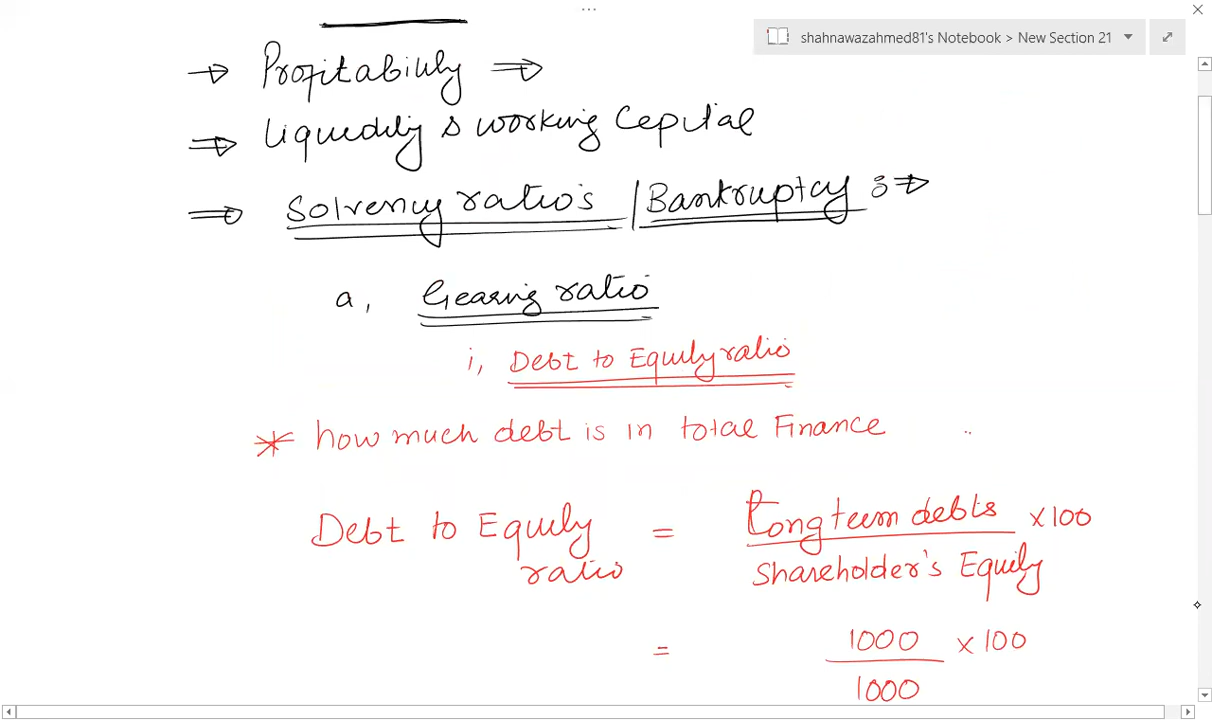 shahnawazahmed81's Notebook > New Section 21
→ Profitability ⇒
⇒ Liquidity & working Capital
⇒ Solvency ratio's | Bankruptcy :⇒
a, Gearing ratio
i, Debt to Equity ratio
* how much debt is in total Finance
Debt to Equity ratio = Long term debts × 100
Shareholder's Equity
= 1000 × 100
1000